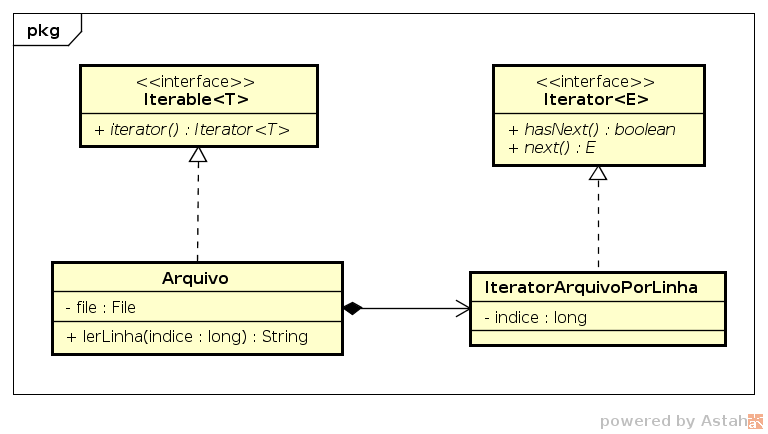 pkg
<<interface>>
Iterable<T>
+ iterator() : Iterator<T>
<<interface>>
Iterator<E>
+ hasNext() : boolean
+ next() : E
Arquivo
- file : File
+ lerLinha(indice : long) : String
IteratorArquivoPorLinha
- indice : long
powered by Astah